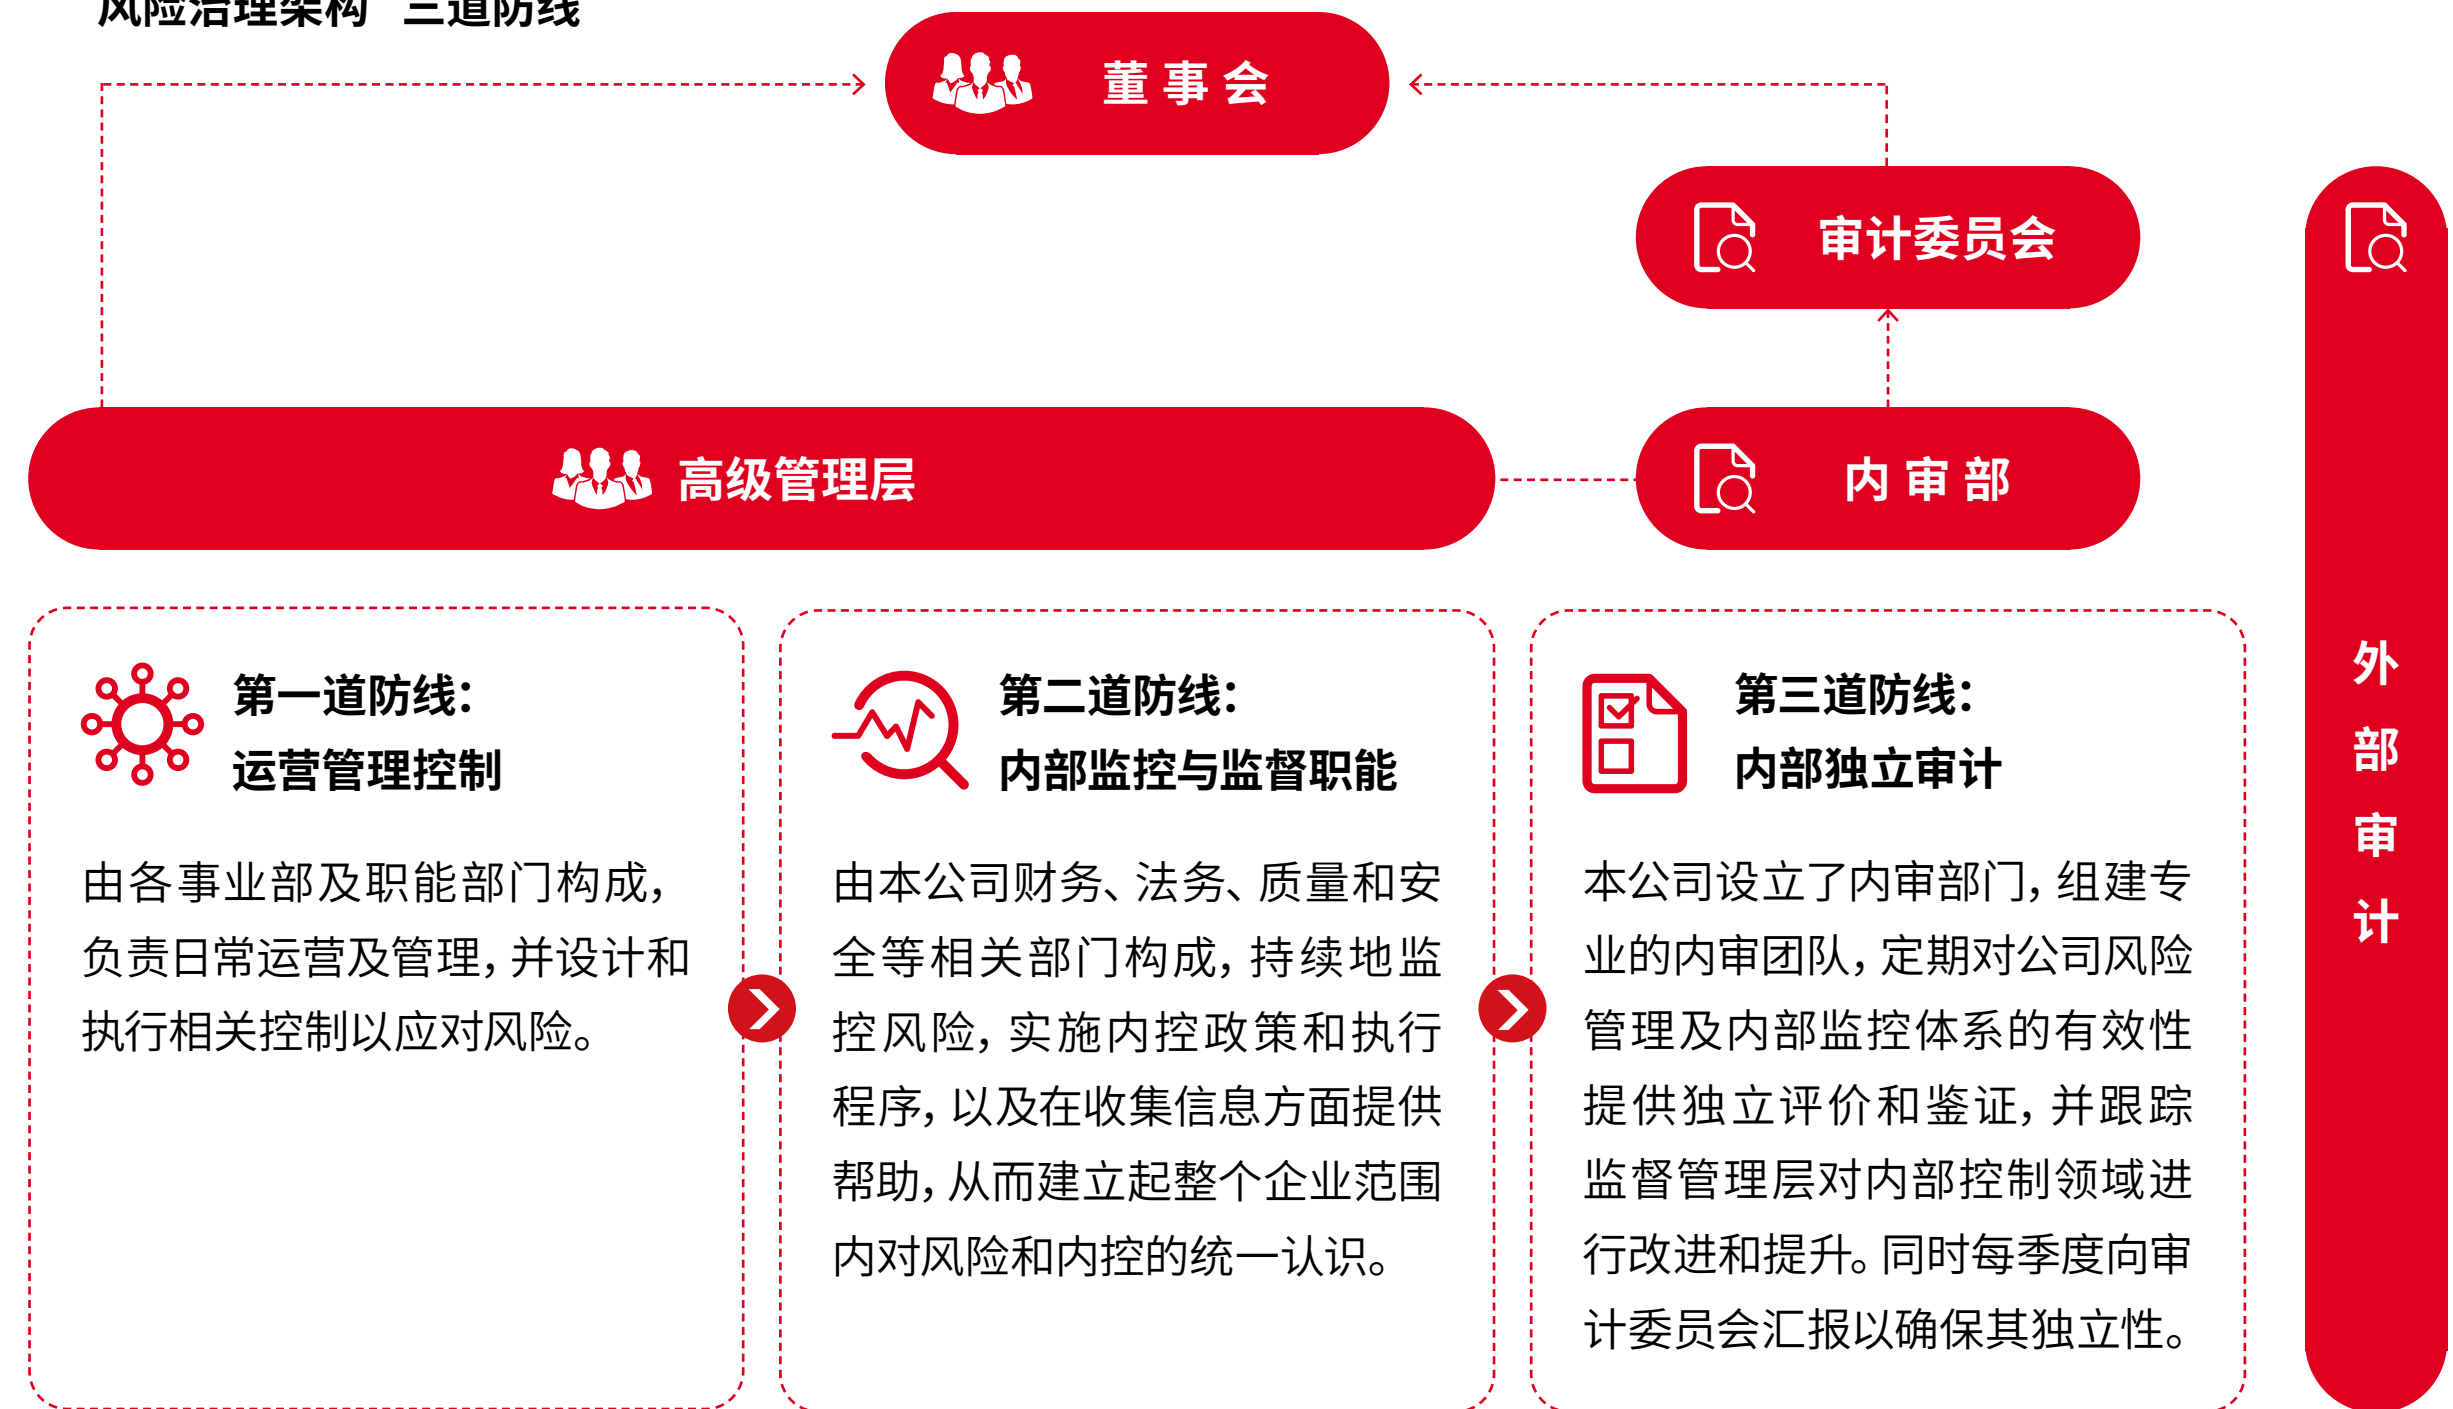 风险治理架构 三道防线
董事会
审计委员会
高级管理层
内审部
第一道防线：
运营管理控制
由各事业部及职能部门构成，
负责日常运营及管理，并设计和
执行相关控制以应对风险。
第二道防线：
内部监控与监督职能
由本公司财务、法务、质量和安
全等相关部门构成，持续地监
控风险，实施内控政策和执行
程序，以及在收集信息方面提供
帮助，从而建立起整个企业范围
内对风险和内控的统一认识。
第三道防线：
内部独立审计
本公司设立了内审部门，组建专
业的内审团队，定期对公司风险
管理及内部监控体系的有效性
提供独立评价和鉴证，并跟踪
监督管理层对内部控制领域进
行改进和提升。同时每季度向审
计委员会汇报以确保其独立性。
外部审计